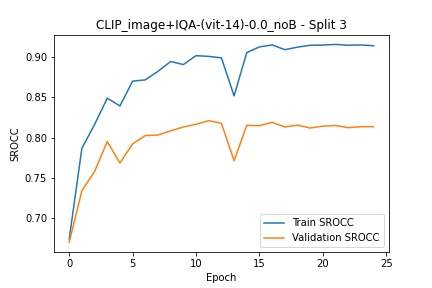 CLIP_image+IQA-(vit-14)-0.0_noB - Split 3
0.90
0.85
0.80
0.75
0.70
SROCC
Train SROCC
Validation SROCC
0 5 10 15 20 25
Epoch